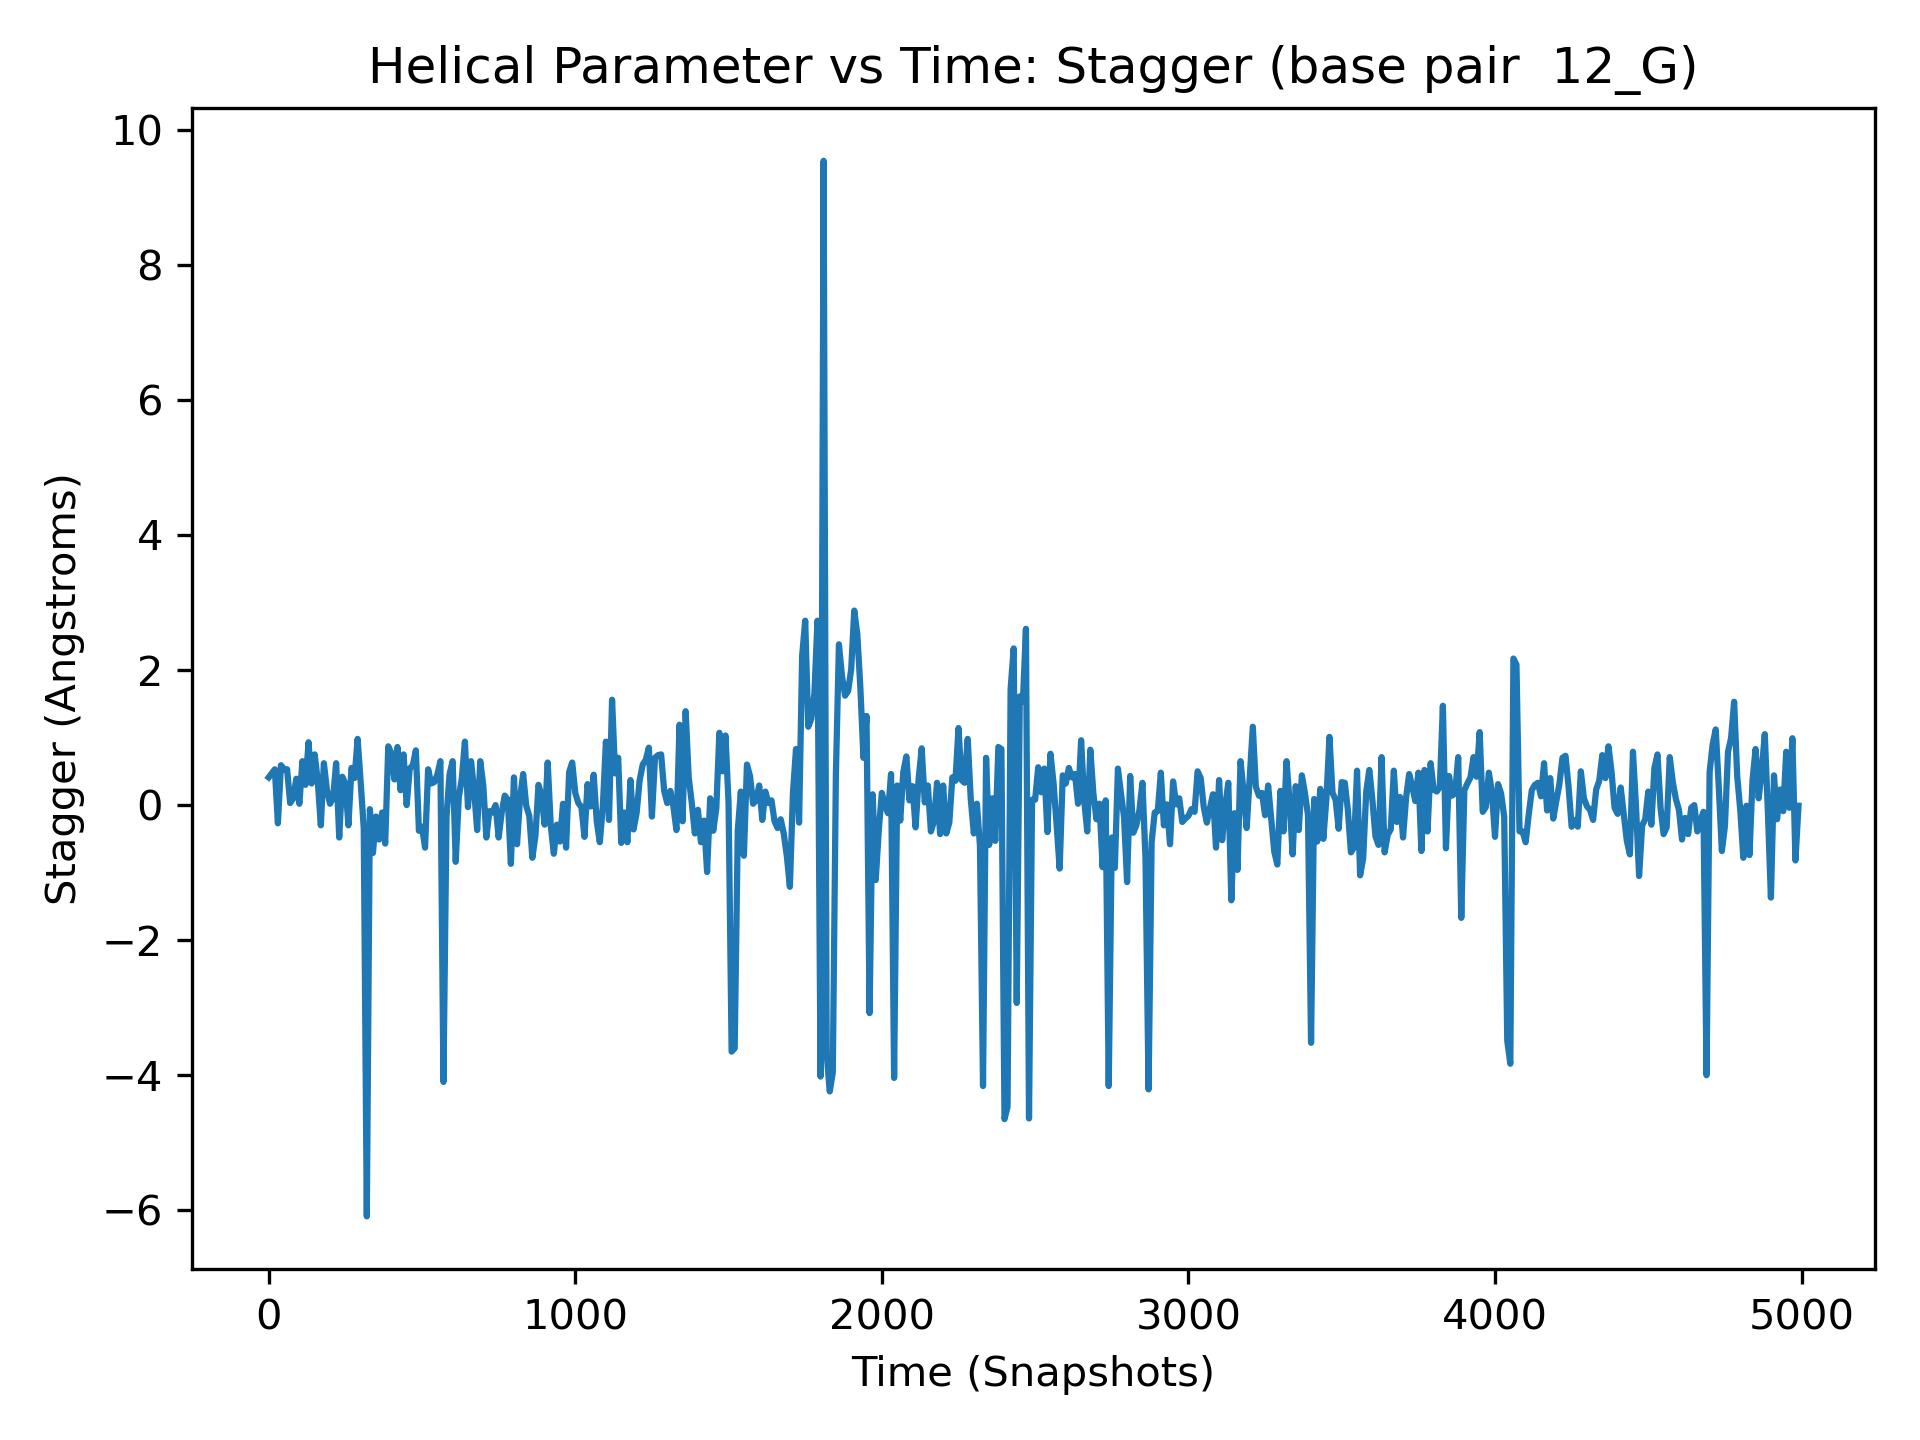 Helical Parameter vs Time: Stagger (base pair  12_G)
10
8
6
4
2
0
−2
−4
−6
Stagger (Angstroms)
0 1000 2000 3000 4000 5000
Time (Snapshots)